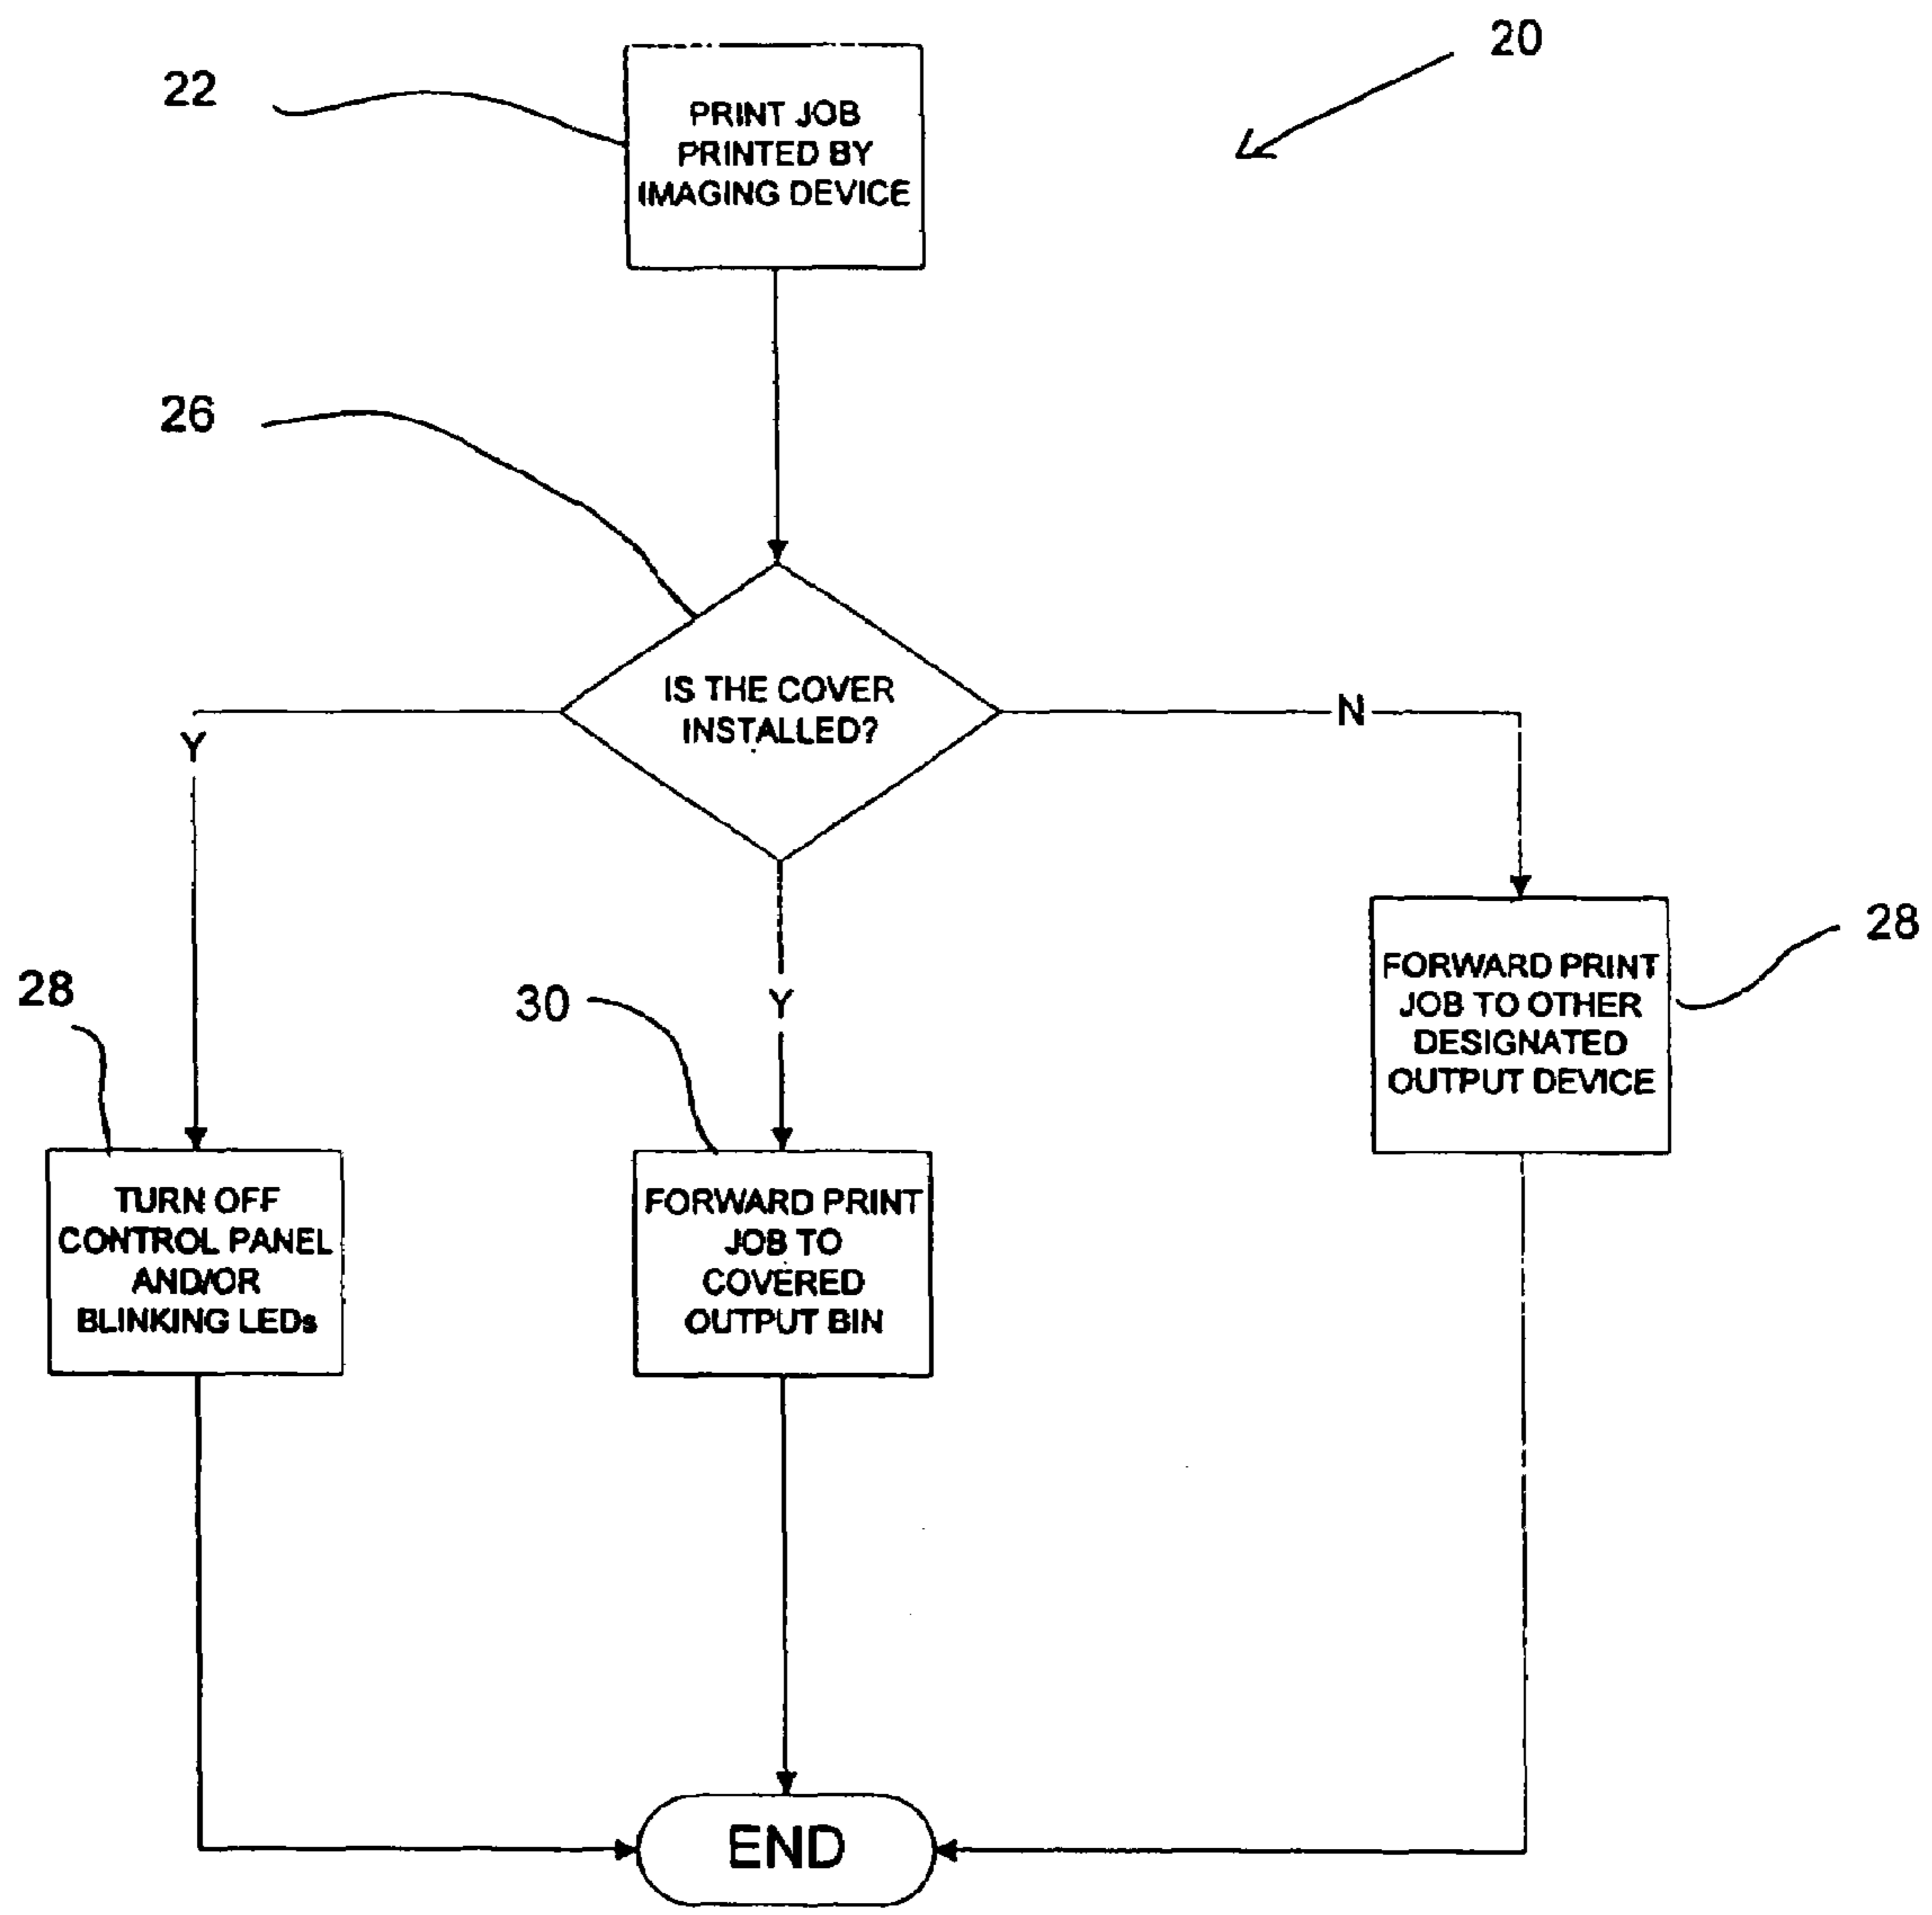 20
22
PRINT JOB
PRINTED BY
IMAGING DEVICE
26
IS THE COVER
INSTALLED?
Y
N
Y
28
TURN OFF
CONTROL PANEL
AND/OR
BLINKING LEDs
30
FORWARD PRINT
JOB TO
COVERED
OUTPUT BIN
28
FORWARD PRINT
JOB TO OTHER
DESIGNATED
OUTPUT DEVICE
END